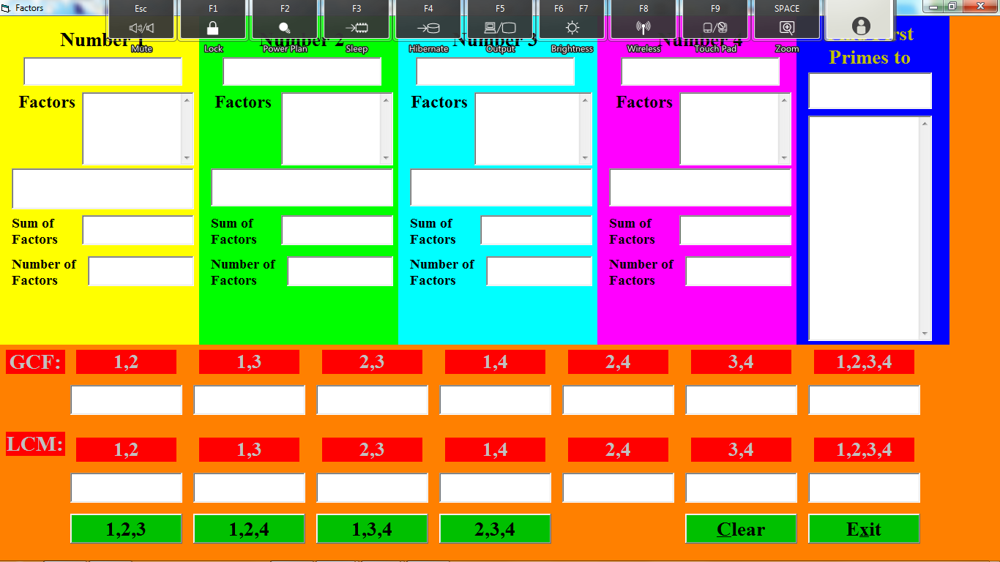 Factors
Esc F1 F2 F3 F4 F5 F6 F7 F8 F9 SPACE
Mute Lock Power Plan Sleep Hibernate Output Brightness Wireless Touch Pad Zoom
Number 1 Number 2 Number 3 Number 4
First
Primes to
Factors Factors Factors Factors
Sum of Sum of Sum of Sum of
Factors Factors Factors Factors
Number of Number of Number of Number of
Factors Factors Factors Factors
GCF: 1,2 1,3 2,3 1,4 2,4 3,4 1,2,3,4
LCM: 1,2 1,3 2,3 1,4 2,4 3,4 1,2,3,4
1,2,3 1,2,4 1,3,4 2,3,4 Clear Exit